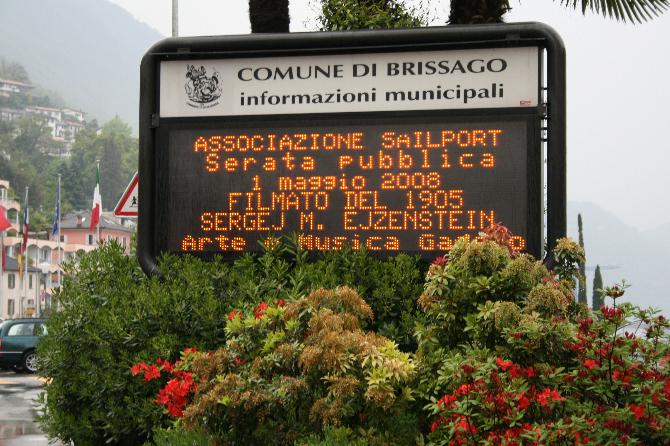 COMUNE DI BRISSAGO
informazioni municipali
ASSOCIAZIONE SAILPORT
Serata pubblica
1 maggio 2008
FILMATO DEL 1905
SERGEJ M. EJZENSTEIN
Arte e Musica